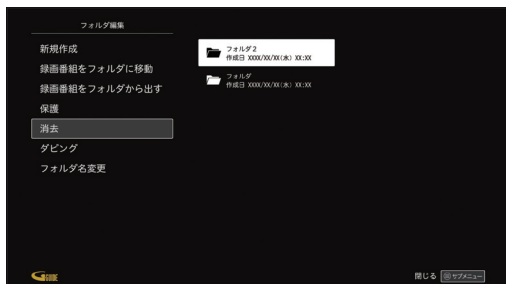 フォルダ編集
新規作成
録画番組をフォルダに移動
録画番組をフォルダから出す
保護
消去
ダビング
フォルダ名変更
フォルダ2
作成日 XXXX/XX/XX(水) XX:XX
フォルダ
作成日 XXXX/XX/XX(水) XX:XX
GGUIDE
閉じる サブメニュー